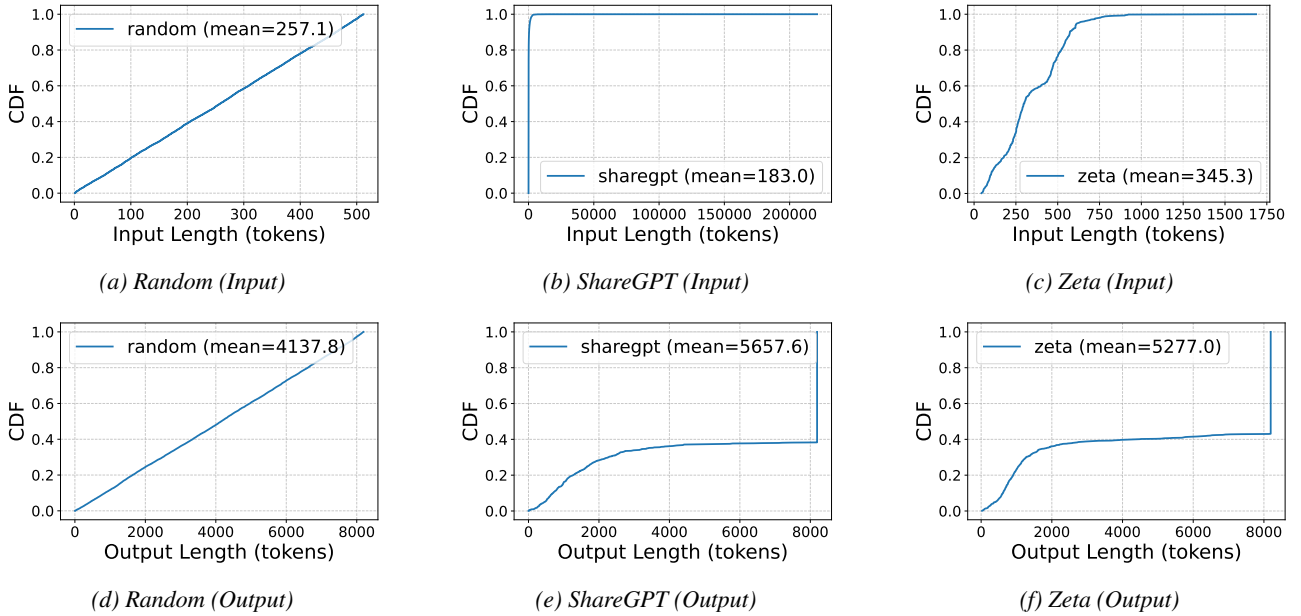 1.0
0.8
0.6
0.4
0.2
0.0
CDF
random (mean=257.1)
0 100 200 300 400 500
Input Length (tokens)
(a) Random (Input)
1.0
0.8
0.6
0.4
0.2
0.0
CDF
sharegpt (mean=183.0)
0 50000 100000 150000 200000
Input Length (tokens)
(b) ShareGPT (Input)
1.0
0.8
0.6
0.4
0.2
0.0
CDF
zeta (mean=345.3)
0 250 500 750 1000 1250 1500 1750
Input Length (tokens)
(c) Zeta (Input)
1.0
0.8
0.6
0.4
0.2
0.0
CDF
random (mean=4137.8)
0 2000 4000 6000 8000
Output Length (tokens)
(d) Random (Output)
1.0
0.8
0.6
0.4
0.2
0.0
CDF
sharegpt (mean=5657.6)
0 2000 4000 6000 8000
Output Length (tokens)
(e) ShareGPT (Output)
1.0
0.8
0.6
0.4
0.2
0.0
CDF
zeta (mean=5277.0)
0 2000 4000 6000 8000
Output Length (tokens)
(f) Zeta (Output)